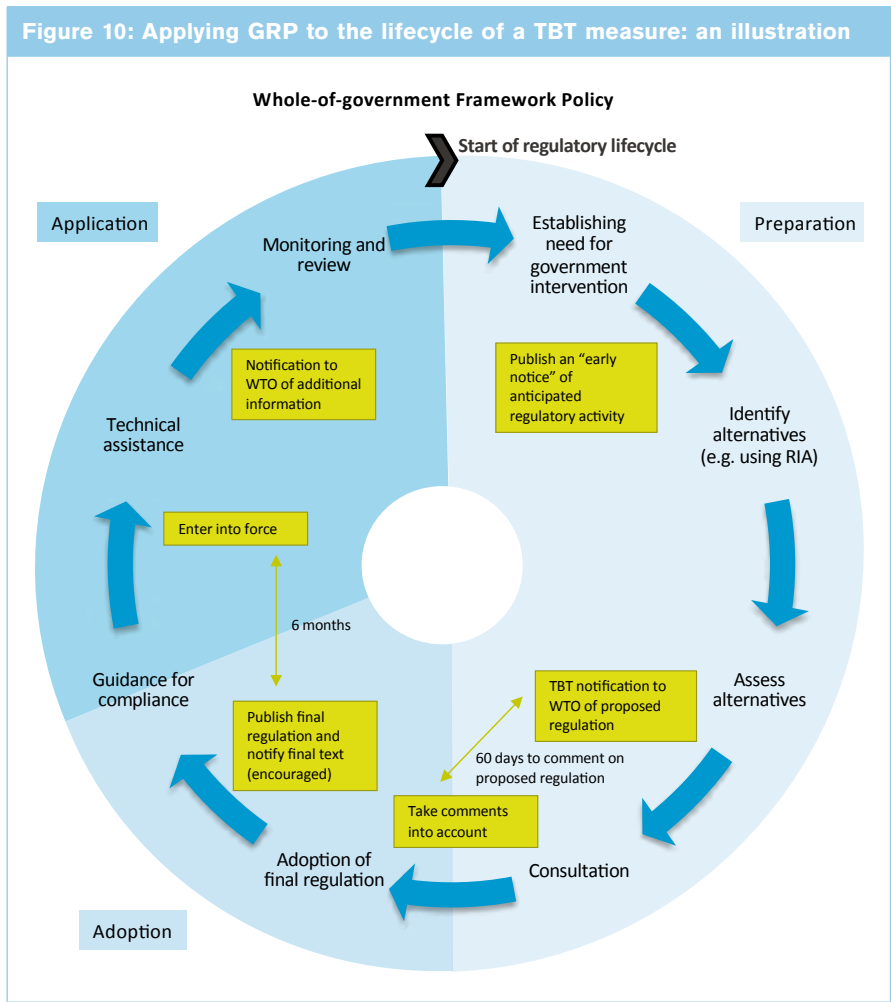 Figure 10: Applying GRP to the lifecycle of a TBT measure: an illustration
Whole-of-government Framework Policy
Start of regulatory lifecycle
Application
Preparation
Monitoring and
review
Establishing
need for
government
intervention
Notification to
WTO of additional
information
Publish an “early
notice” of
anticipated
regulatory activity
Technical
assistance
Identify
alternatives
(e.g. using RIA)
Enter into force
6 months
Guidance for
compliance
Assess
alternatives
TBT notification to
WTO of proposed
regulation
Publish final
regulation and
notify final text
(encouraged)
60 days to comment on
proposed regulation
Take comments
into account
Adoption of
final regulation
Consultation
Adoption